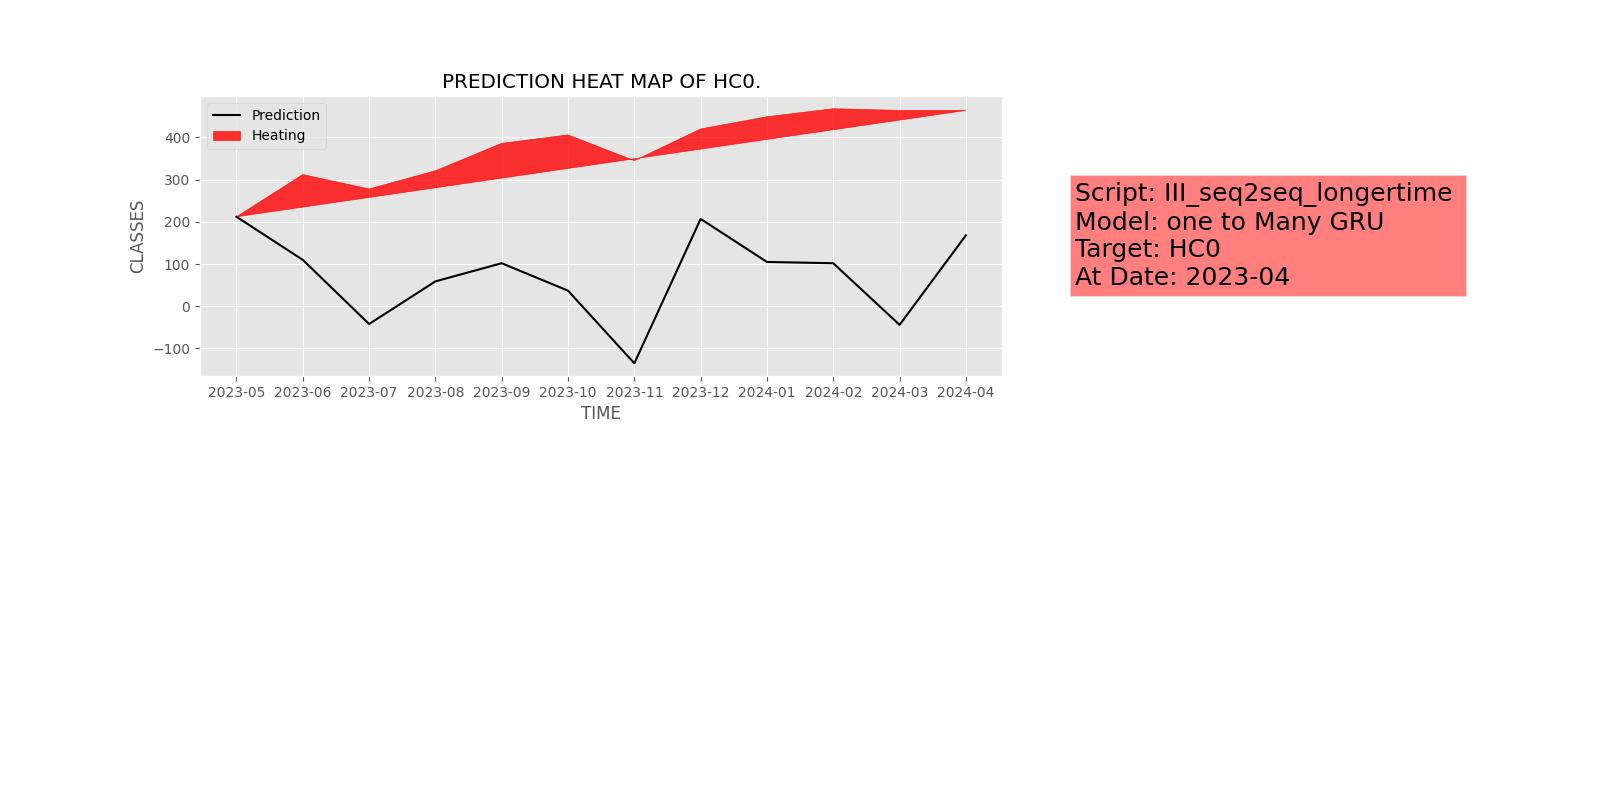 PREDICTION HEAT MAP OF HC0.
Prediction
Heating
400
300
200
100
0
−100
CLASSES
2023-05 2023-06 2023-07 2023-08 2023-09 2023-10 2023-11 2023-12 2024-01 2024-02 2024-03 2024-04
TIME
Script: III_seq2seq_longertime
Model: one to Many GRU
Target: HC0
At Date: 2023-04